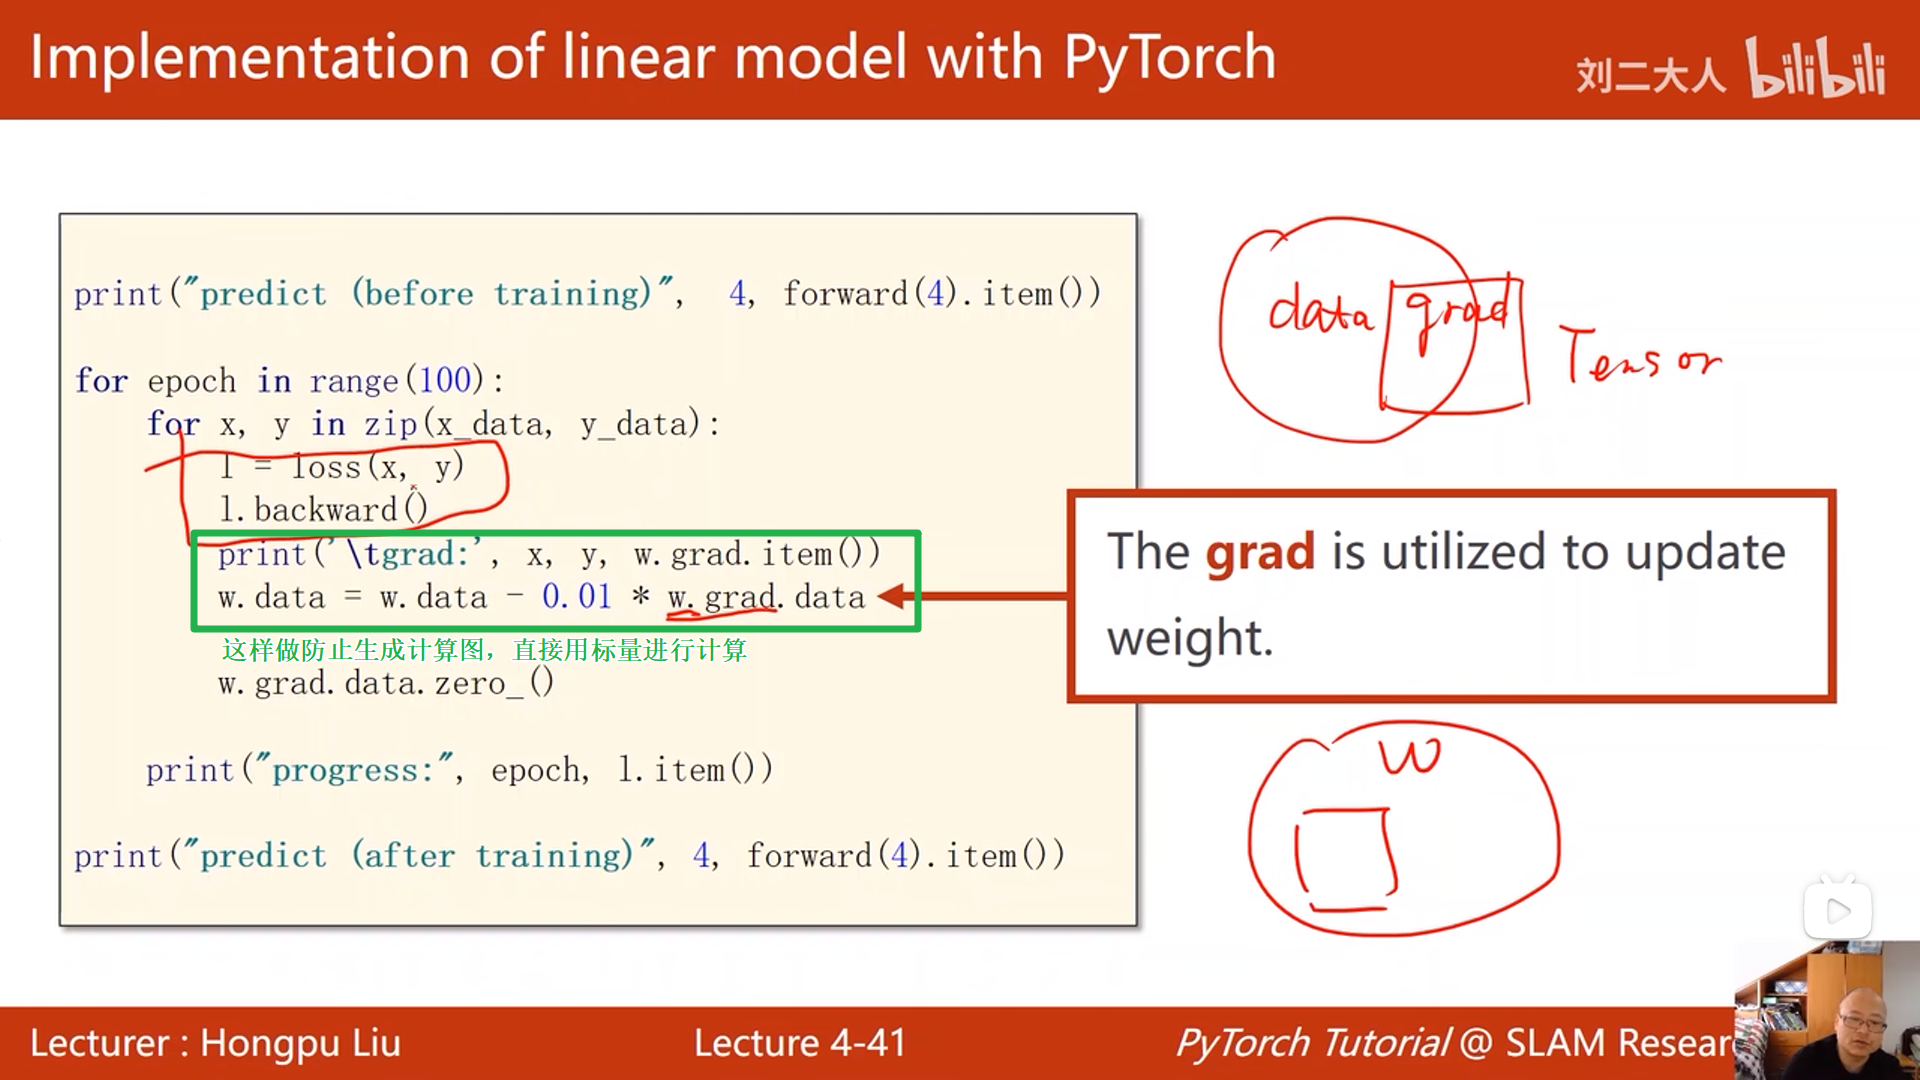 Implementation of linear model with PyTorch
刘二大人 bilibili
print("predict (before training)",  4, forward(4).item())
for epoch in range(100):
    for x, y in zip(x_data, y_data):
        l = loss(x, y)
        l.backward()
        print('\tgrad:', x, y, w.grad.item())
        w.data = w.data - 0.01 * w.grad.data
这样做防止生成计算图，直接用标量进行计算
        w.grad.data.zero_()
    print("progress:", epoch, l.item())
print("predict (after training)", 4, forward(4).item())
data grad
Tensor
The grad is utilized to update
weight.
w
Lecturer : Hongpu Liu
Lecture 4-41
PyTorch Tutorial @ SLAM Resear